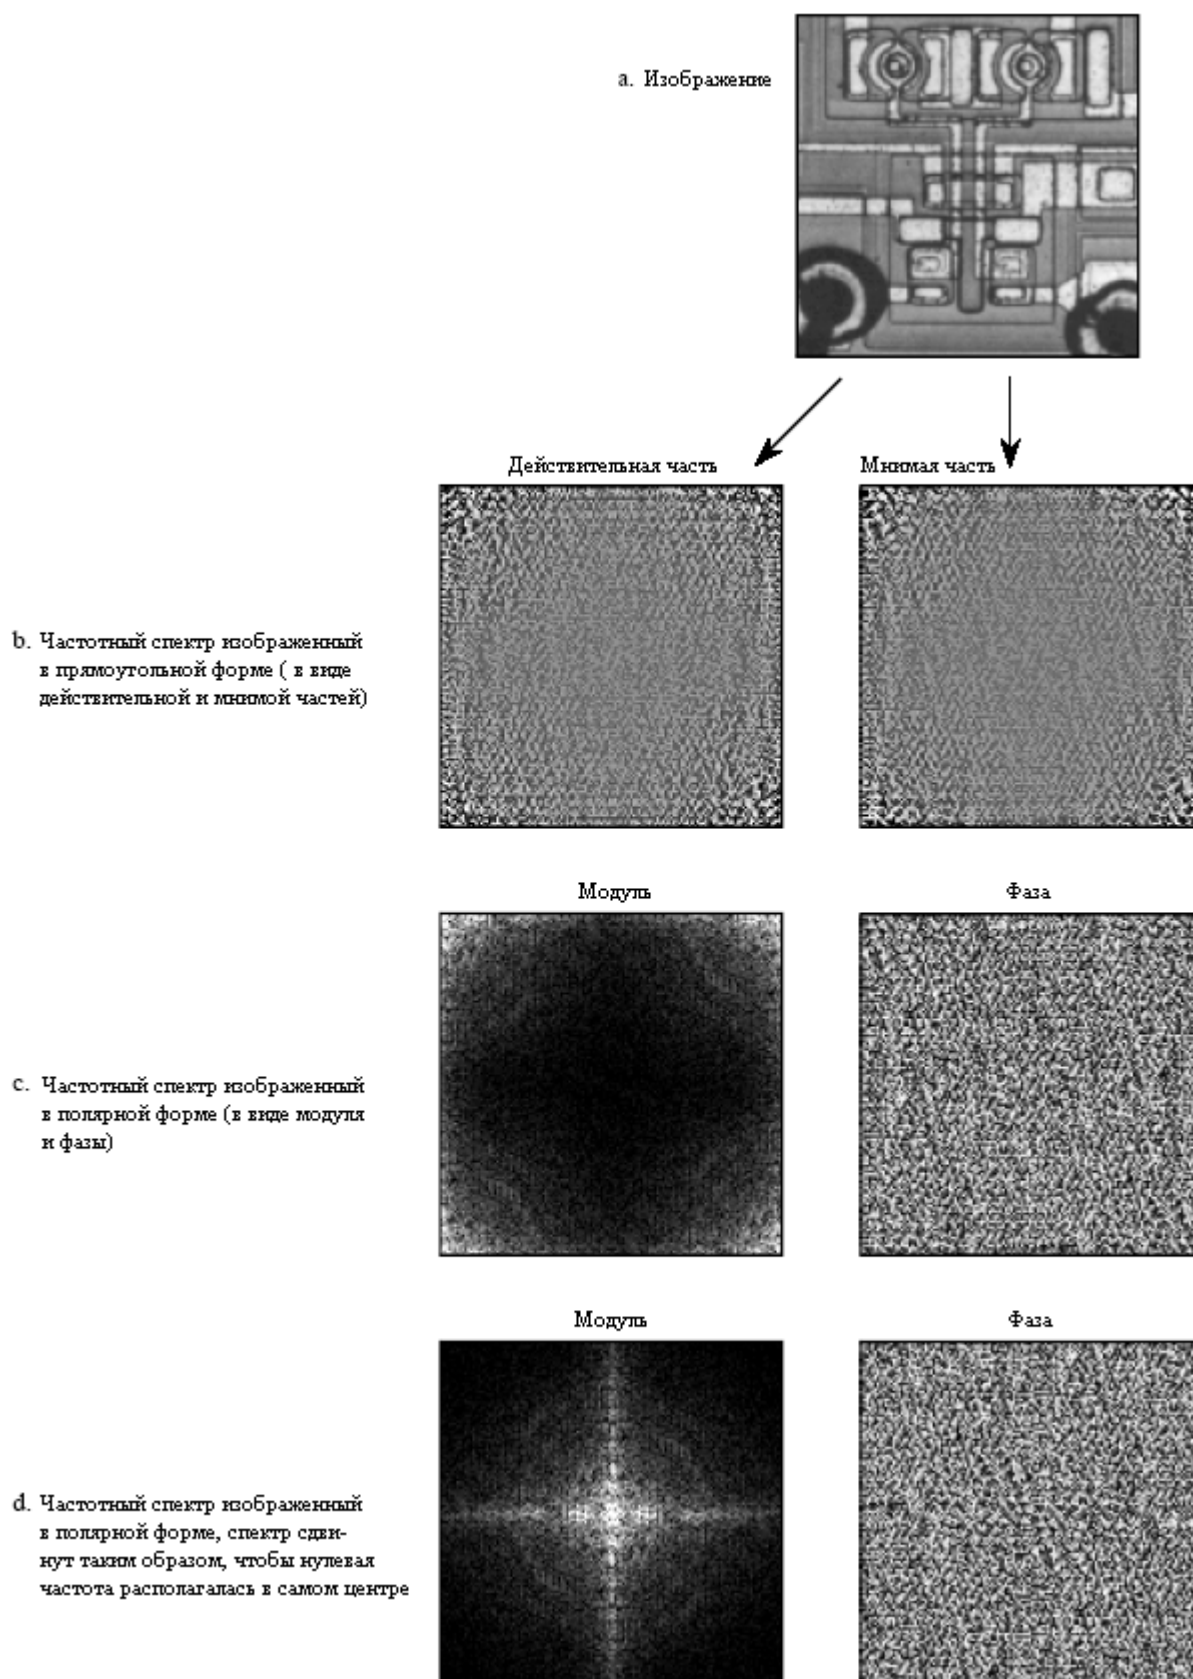 a. Изображение
Действительная часть
Мнимая часть
b. Частотный спектр изображенный
в прямоугольной форме ( в виде
действительной и мнимой частей)
Модуль
Фаза
c. Частотный спектр изображенный
в полярной форме (в виде модуля
и фазы)
Модуль
Фаза
d. Частотный спектр изображенный
в полярной форме, спектр сдви-
нут таким образом, чтобы нулевая
частота располагалась в самом центре